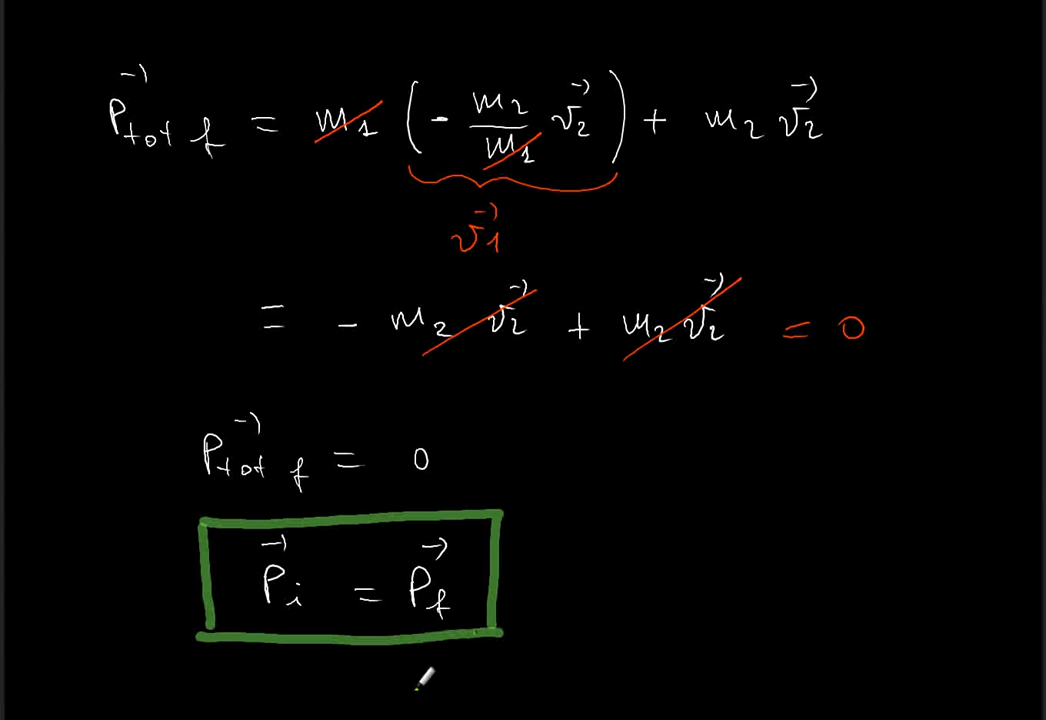 P⃗tot f = m1 (- m2/m1 v⃗2) + m2 v⃗2
v⃗1
= - m2 v⃗2 + m2 v⃗2 = 0
P⃗tot f = 0
P⃗i = P⃗f